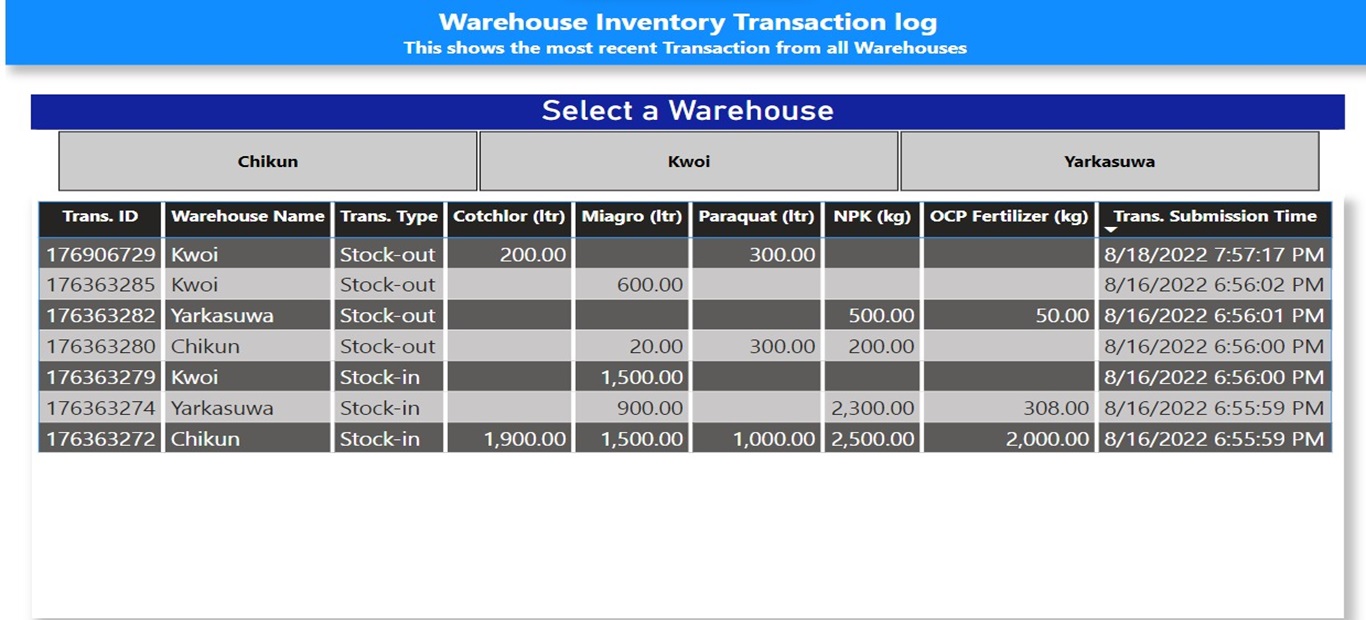 Warehouse Inventory Transaction log
This shows the most recent Transaction from all Warehouses
Select a Warehouse
Chikun Kwoi Yarkasuwa
Trans. ID Warehouse Name Trans. Type Cotchlor (ltr) Miagro (ltr) Paraquat (ltr) NPK (kg) OCP Fertilizer (kg) Trans. Submission Time
176906729 Kwoi Stock-out 200.00 300.00 8/18/2022 7:57:17 PM
176363285 Kwoi Stock-out 600.00 8/16/2022 6:56:02 PM
176363282 Yarkasuwa Stock-out 500.00 50.00 8/16/2022 6:56:01 PM
176363280 Chikun Stock-out 20.00 300.00 200.00 8/16/2022 6:56:00 PM
176363279 Kwoi Stock-in 1,500.00 8/16/2022 6:56:00 PM
176363274 Yarkasuwa Stock-in 900.00 2,300.00 308.00 8/16/2022 6:55:59 PM
176363272 Chikun Stock-in 1,900.00 1,500.00 1,000.00 2,500.00 2,000.00 8/16/2022 6:55:59 PM